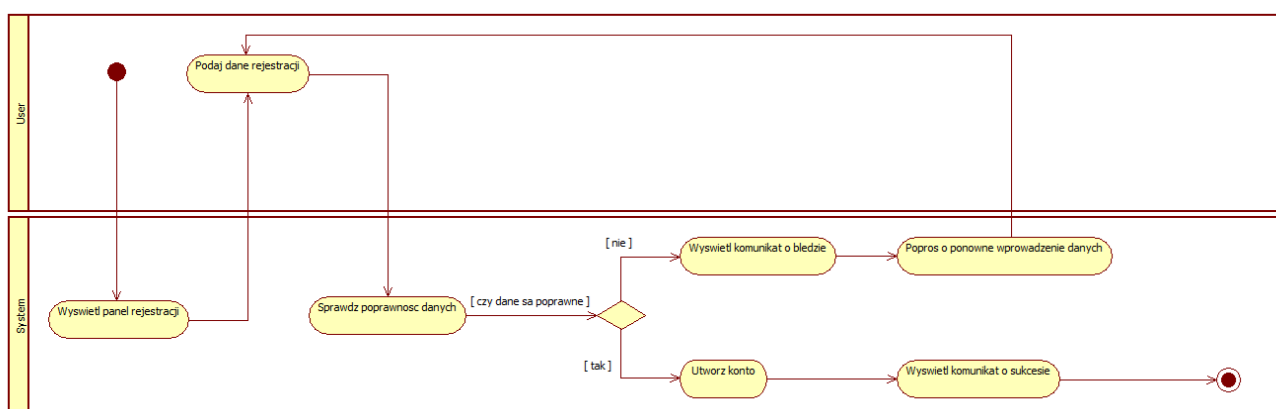 User
Podaj dane rejestracji
System
Wyswietl panel rejestracji
Sprawdz poprawnosc danych
[ czy dane sa poprawne ]
[ nie ]
Wyswietl komunikat o bledzie
Popros o ponowne wprowadzenie danych
[ tak ]
Utworz konto
Wyswietl komunikat o sukcesie